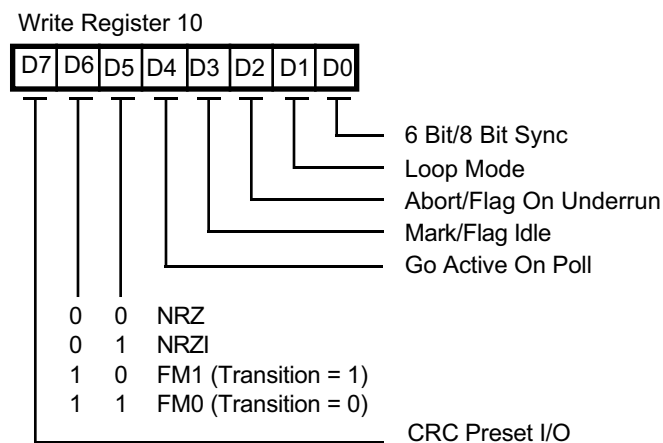 Write Register 10
D7 D6 D5 D4 D3 D2 D1 D0
6 Bit/8 Bit Sync
Loop Mode
Abort/Flag On Underrun
Mark/Flag Idle
Go Active On Poll
0 0 NRZ
0 1 NRZI
1 0 FM1 (Transition = 1)
1 1 FM0 (Transition = 0)
CRC Preset I/O